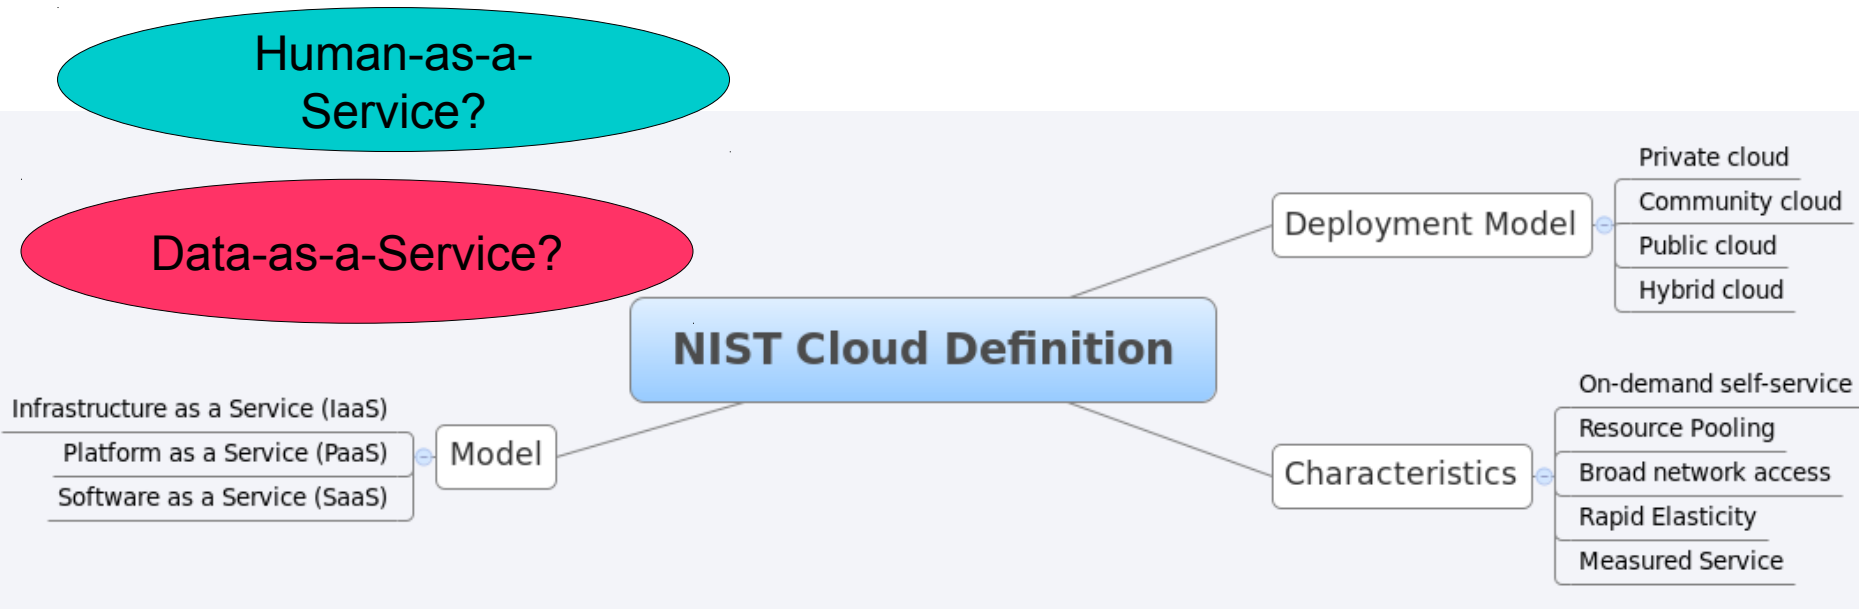 Human-as-a-
Service?
Data-as-a-Service?
NIST Cloud Definition
Deployment Model
Private cloud
Community cloud
Public cloud
Hybrid cloud
Characteristics
On-demand self-service
Resource Pooling
Broad network access
Rapid Elasticity
Measured Service
Model
Infrastructure as a Service (IaaS)
Platform as a Service (PaaS)
Software as a Service (SaaS)